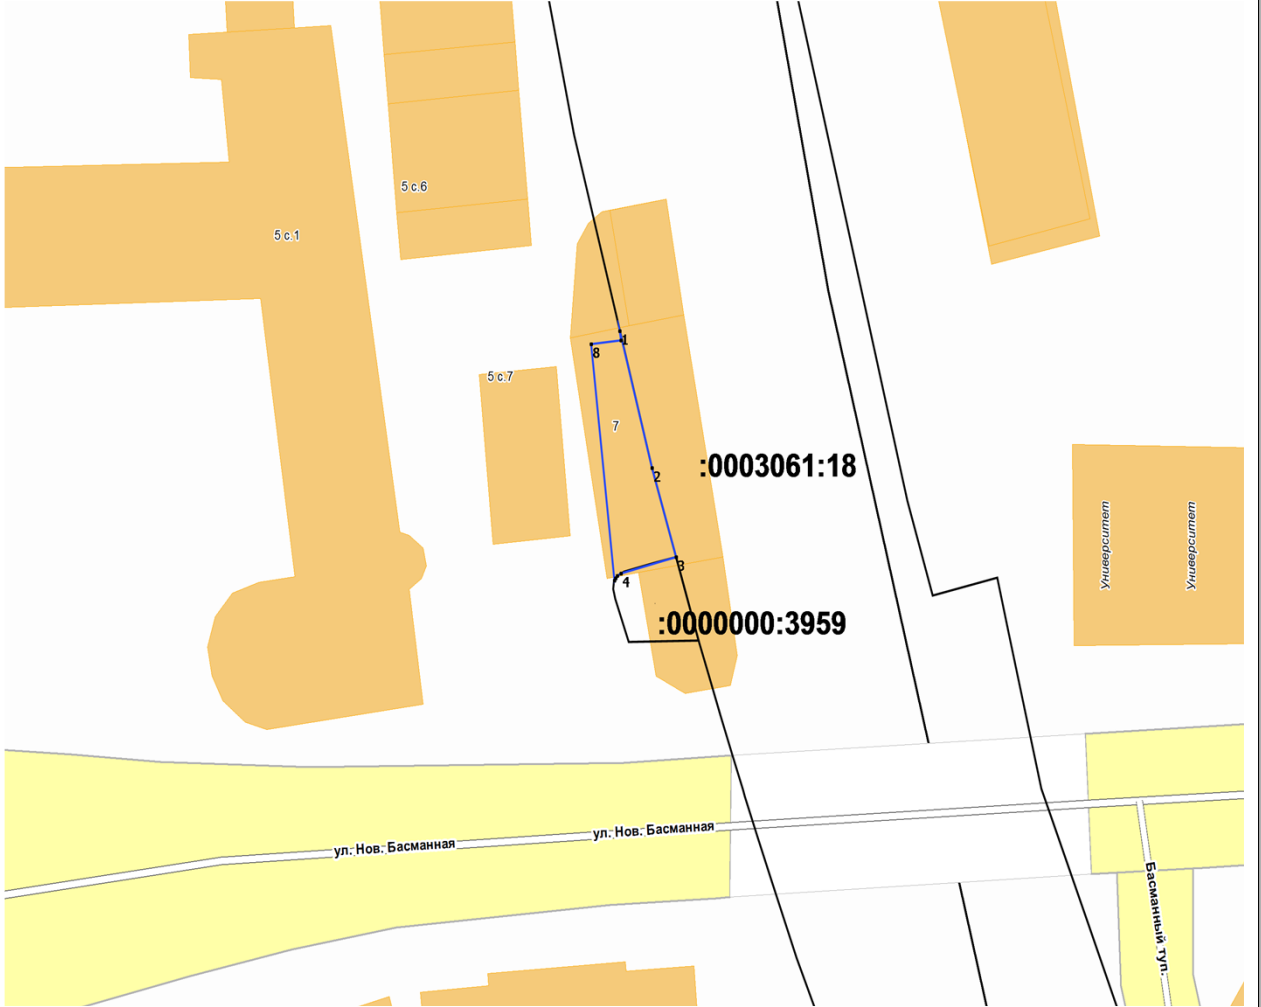 5 с.6
5 с.1
1
8
5 с.7
7
:0003061:18
2
3
4
:0000000:3959
Университет
Университет
ул. Нов. Басманная
ул. Нов. Басманная
Басманный туп.